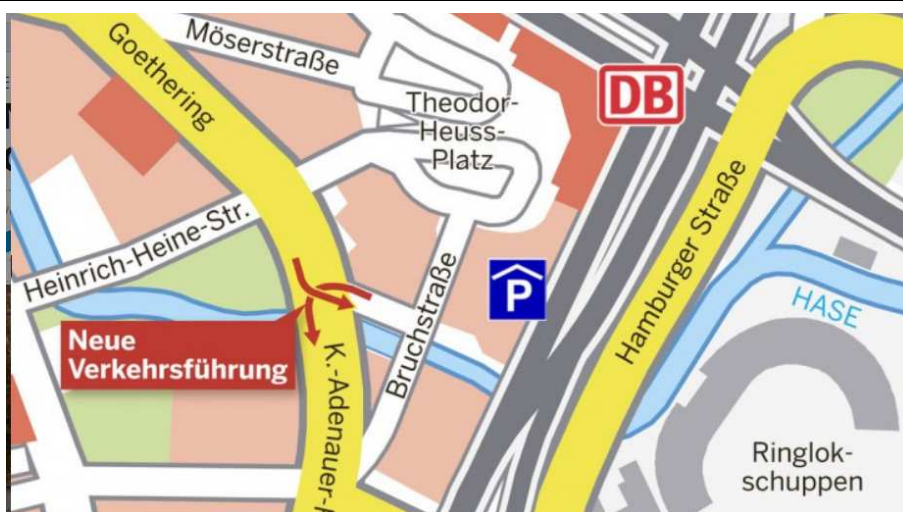 Möserstraße
Goethering
Theodor-
Heuss-
Platz
DB
Hamburger Straße
Heinrich-Heine-Str.
Bruchstraße
P
HASE
Neue
Verkehrsführung
K.-Adenauer-
Ringlok-
schuppen